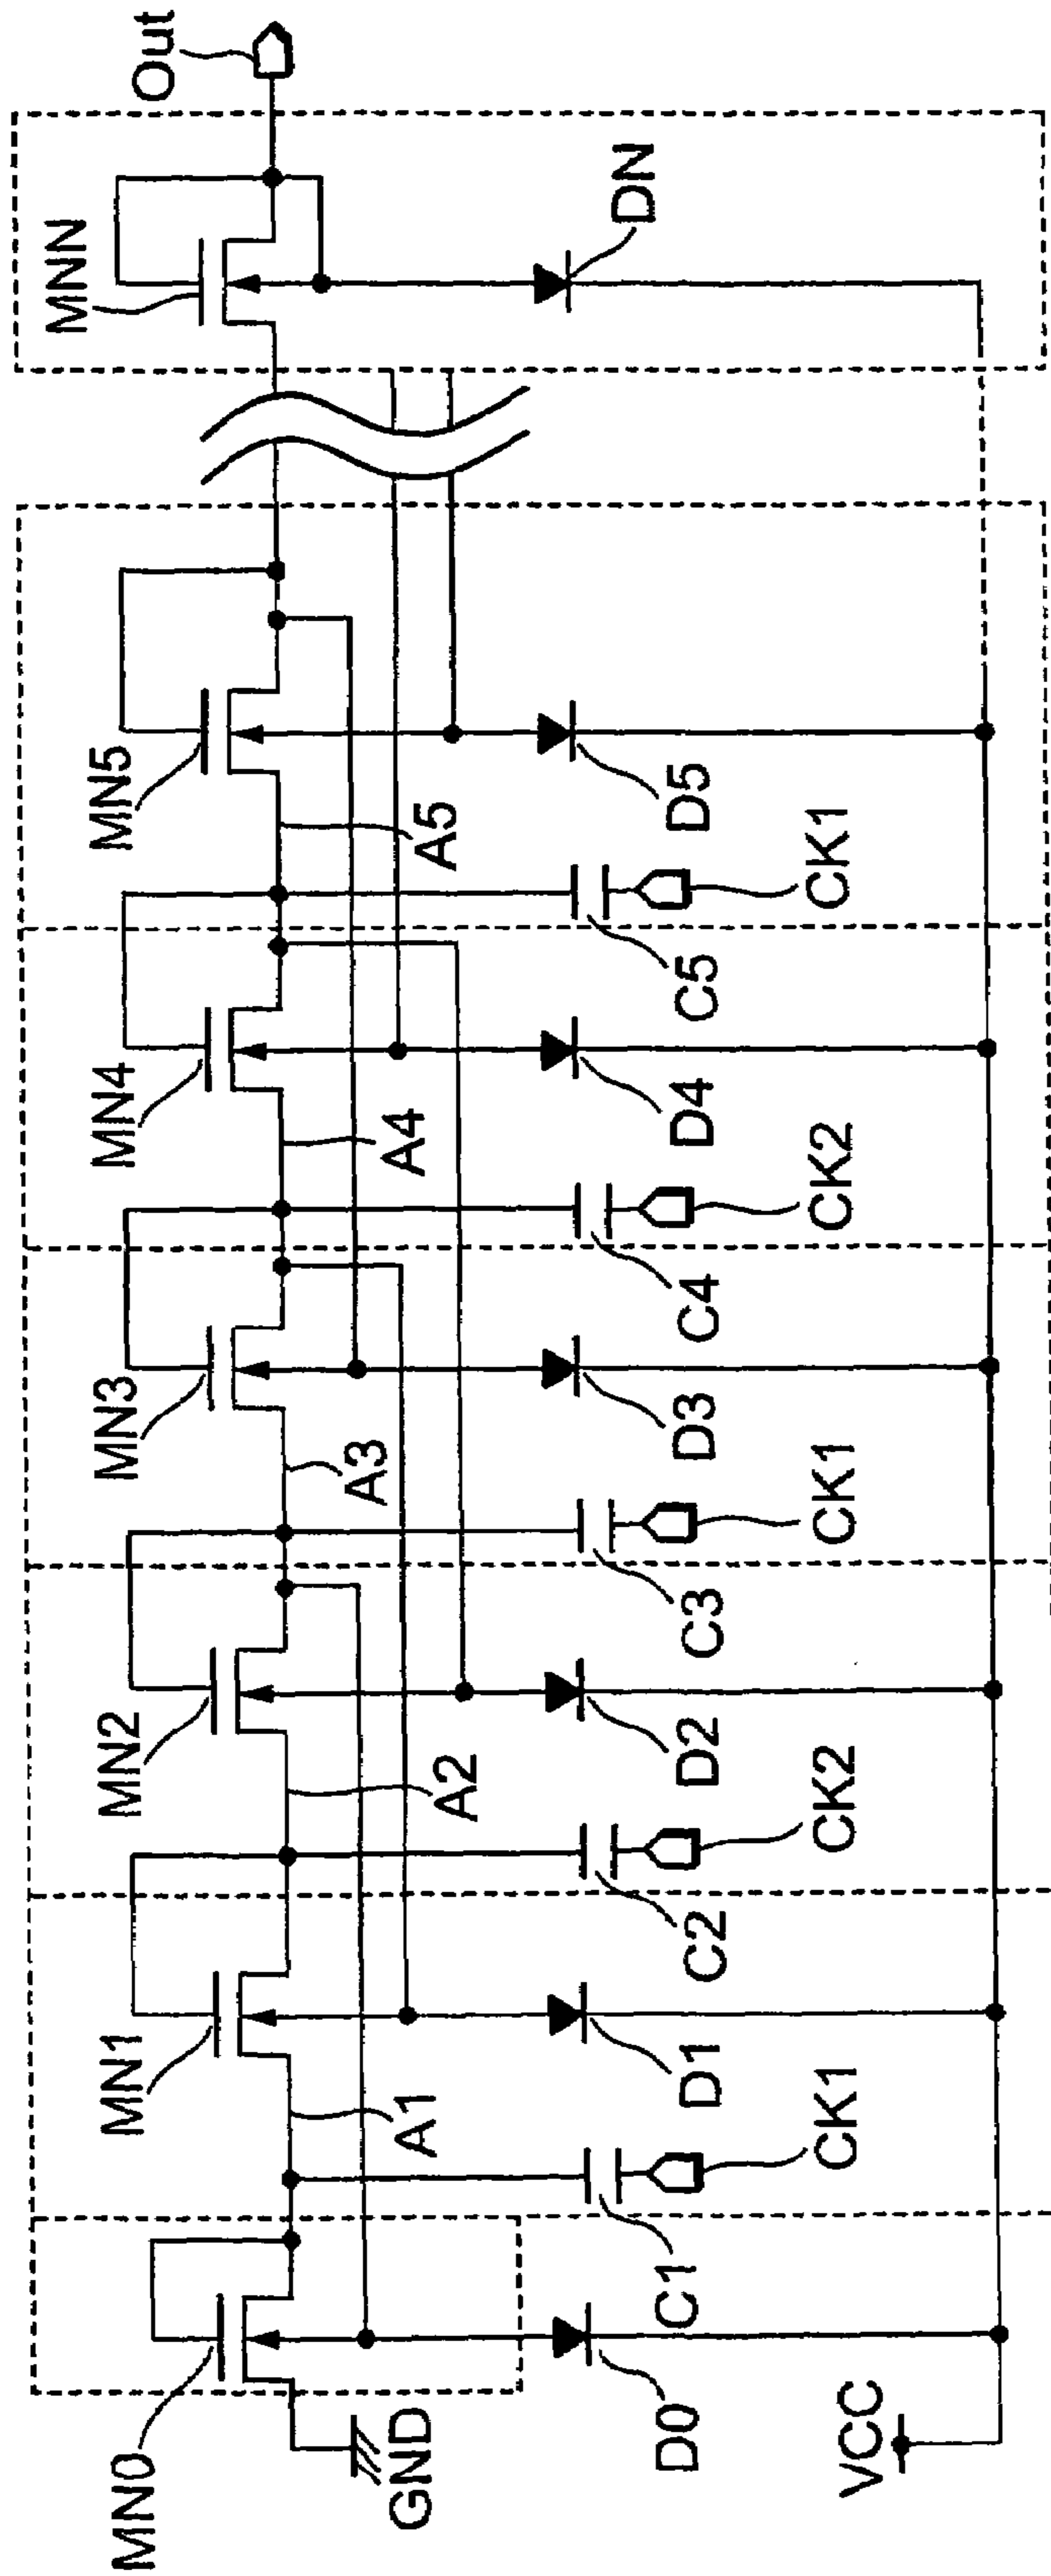 Out
MNN
DN
MN5
A5
D5
CK1
C5
MN4
A4
D4
CK2
C4
MN3
A3
D3
CK1
C3
MN2
A2
D2
CK2
C2
MN1
A1
D1
CK1
C1
MN0
GND
D0
VCC